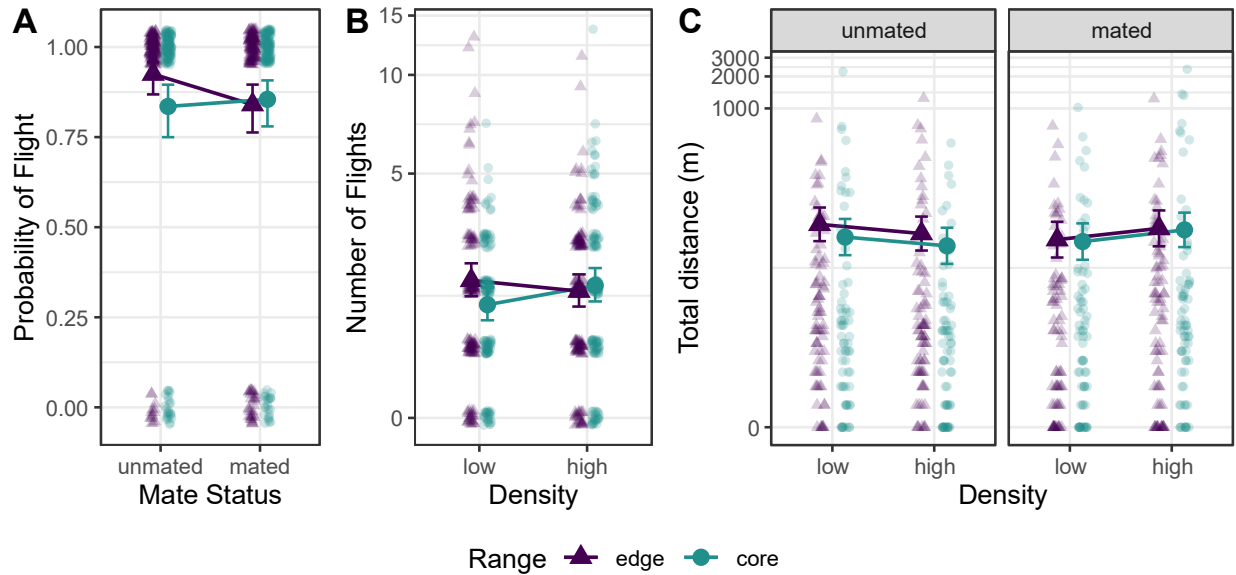 A
Probability of Flight
1.00
0.75
0.50
0.25
0.00
unmated mated
Mate Status
B
Number of Flights
15
10
5
0
low high
Density
C
unmated mated
Total distance (m)
3000
2000
1000
0
low high low high
Density
Range edge core